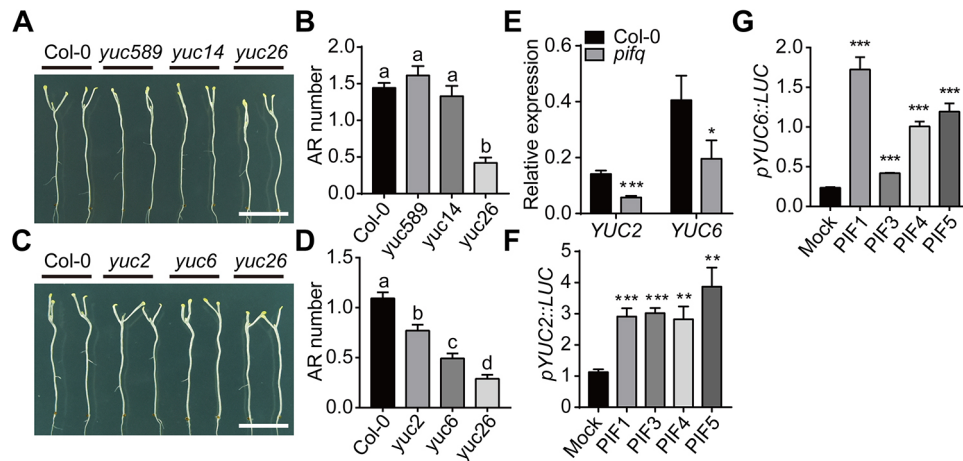 A
Col-0 yuc589 yuc14 yuc26
B
AR number
2.0
1.5
1.0
0.5
0.0
a
a
a
b
Col-0
yuc589
yuc14
yuc26
C
Col-0 yuc2 yuc6 yuc26
D
AR number
1.5
1.0
0.5
0.0
a
b
c
d
Col-0
yuc2
yuc6
yuc26
E
Col-0
pifq
Relative expression
0.6
0.4
0.2
0.0
***
*
YUC2 YUC6
F
pYUC2::LUC
5
4
3
2
1
0
***
***
**
**
Mock
PIF1
PIF3
PIF4
PIF5
G
pYUC6::LUC
2.0
1.5
1.0
0.5
0.0
***
***
***
***
Mock
PIF1
PIF3
PIF4
PIF5